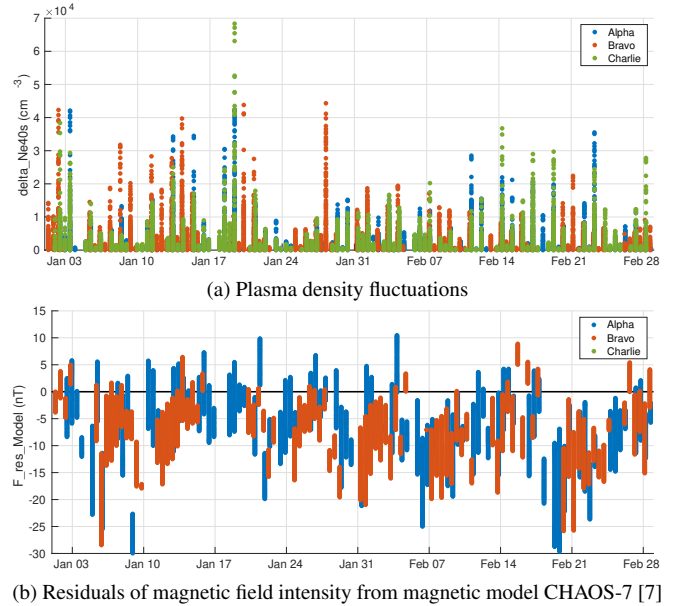 ×10⁴
7
6
5
4
3
2
1
0
delta_Ne40s (cm ⁻³)
Alpha
Bravo
Charlie
Jan 03 Jan 10 Jan 17 Jan 24 Jan 31 Feb 07 Feb 14 Feb 21 Feb 28
(a) Plasma density fluctuations
15
10
5
0
-5
-10
-15
-20
-25
-30
F_res_Model (nT)
Alpha
Bravo
Charlie
Jan 03 Jan 10 Jan 17 Jan 24 Jan 31 Feb 07 Feb 14 Feb 21 Feb 28
(b) Residuals of magnetic field intensity from magnetic model CHAOS-7 [7]